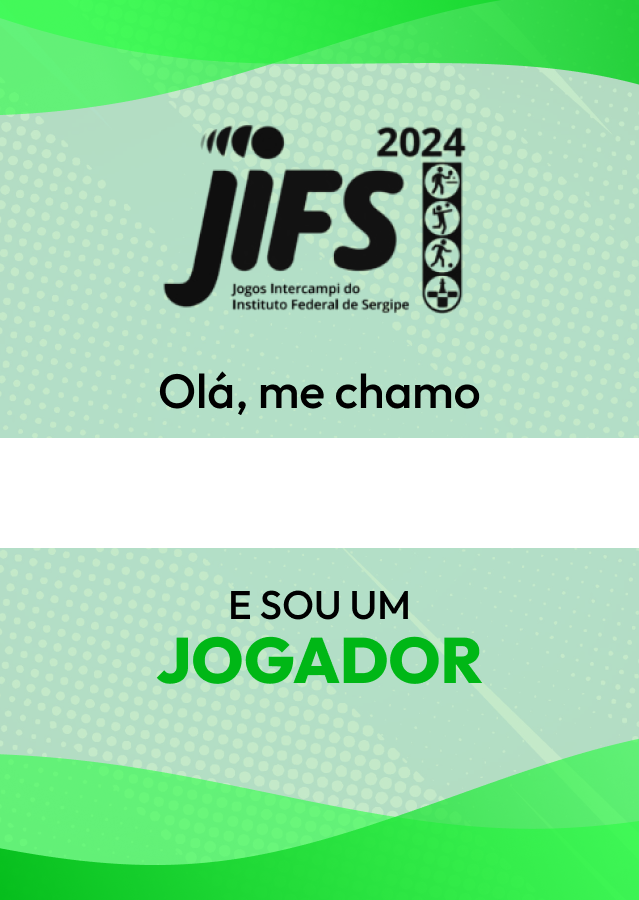 2024
JIFS
Jogos Intercampi do
Instituto Federal de Sergipe
Olá, me chamo
E SOU UM
JOGADOR